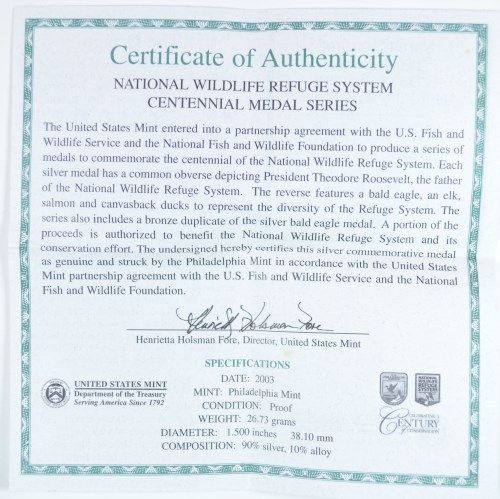 Certificate of Authenticity
NATIONAL WILDLIFE REFUGE SYSTEM
CENTENNIAL MEDAL SERIES
The United States Mint entered into a partnership agreement with the U.S. Fish and
Wildlife Service and the National Fish and Wildlife Foundation to produce a series of
medals to commemorate the centennial of the National Wildlife Refuge System. Each
silver medal has a common obverse depicting President Theodore Roosevelt, the father
of the National Wildlife Refuge System. The reverse features a bald eagle, an elk,
salmon and canvasback ducks to represent the diversity of the Refuge System. The
series also includes a bronze duplicate of the silver bald eagle medal. A portion of the
proceeds is authorized to benefit the National Wildlife Refuge System and its
conservation effort. The undersigned hereby certifies this silver commemorative medal
as genuine and struck by the Philadelphia Mint in accordance with the United States
Mint partnership agreement with the U.S. Fish and Wildlife Service and the National
Fish and Wildlife Foundation.
Henrietta Holsman Fore
Henrietta Holsman Fore, Director, United States Mint
SPECIFICATIONS
DATE: 2003
MINT: Philadelphia Mint
CONDITION: Proof
WEIGHT: 26.73 grams
DIAMETER: 1.500 inches 38.10 mm
COMPOSITION: 90% silver, 10% alloy
UNITED STATES MINT
Department of the Treasury
Serving America Since 1792
NATIONAL
WILDLIFE
REFUGE
SYSTEM
CELEBRATING A
CENTURY
OF CONSERVATION